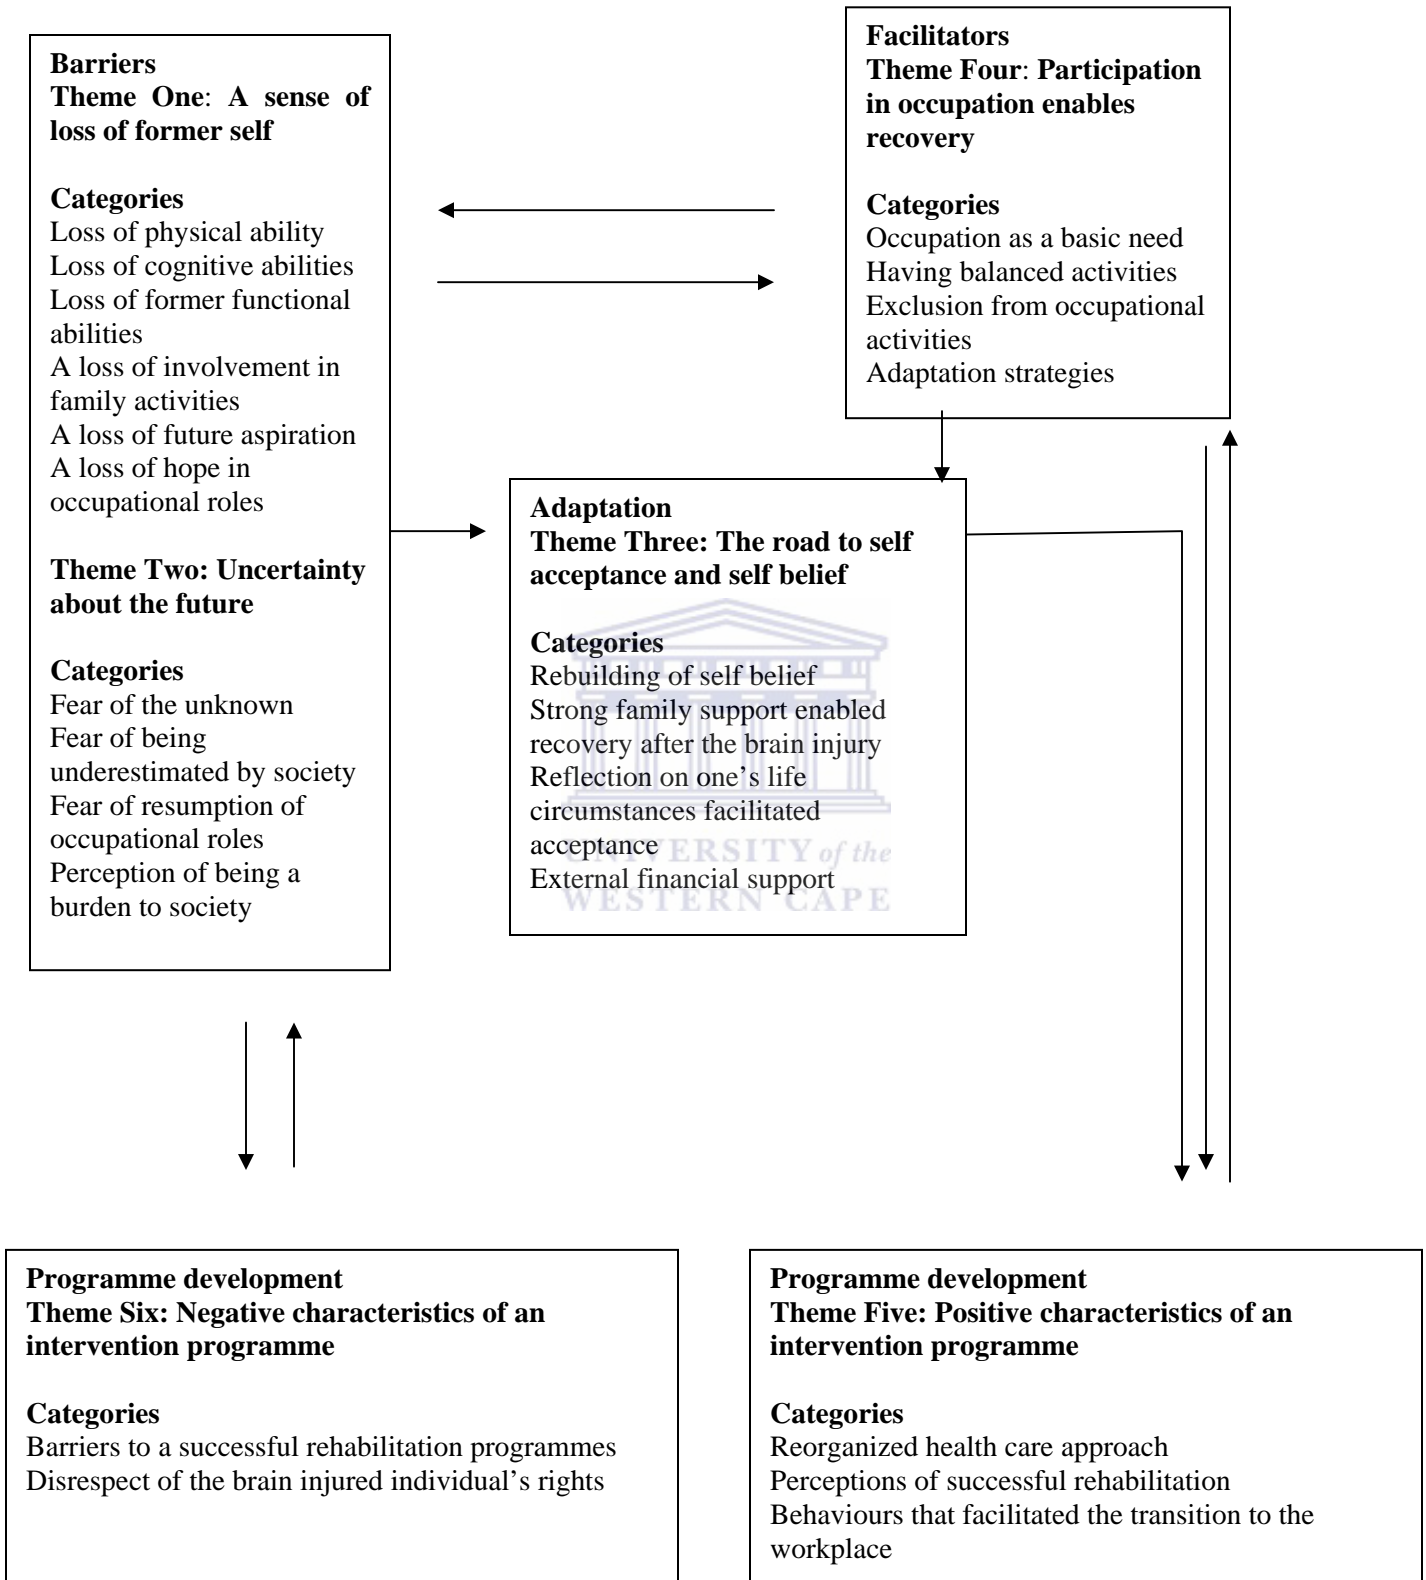 Barriers
Theme One: A sense of
loss of former self
Categories
Loss of physical ability
Loss of cognitive abilities
Loss of former functional
abilities
A loss of involvement in
family activities
A loss of future aspiration
A loss of hope in
occupational roles
Theme Two: Uncertainty
about the future
Categories
Fear of the unknown
Fear of being
underestimated by society
Fear of resumption of
occupational roles
Perception of being a
burden to society
Facilitators
Theme Four: Participation
in occupation enables
recovery
Categories
Occupation as a basic need
Having balanced activities
Exclusion from occupational
activities
Adaptation strategies
Adaptation
Theme Three: The road to self
acceptance and self belief
Categories
Rebuilding of self belief
Strong family support enabled
recovery after the brain injury
Reflection on one’s life
circumstances facilitated
acceptance
External financial support
UNIVERSITY of the
WESTERN CAPE
Programme development
Theme Six: Negative characteristics of an
intervention programme
Categories
Barriers to a successful rehabilitation programmes
Disrespect of the brain injured individual’s rights
Programme development
Theme Five: Positive characteristics of an
intervention programme
Categories
Reorganized health care approach
Perceptions of successful rehabilitation
Behaviours that facilitated the transition to the
workplace